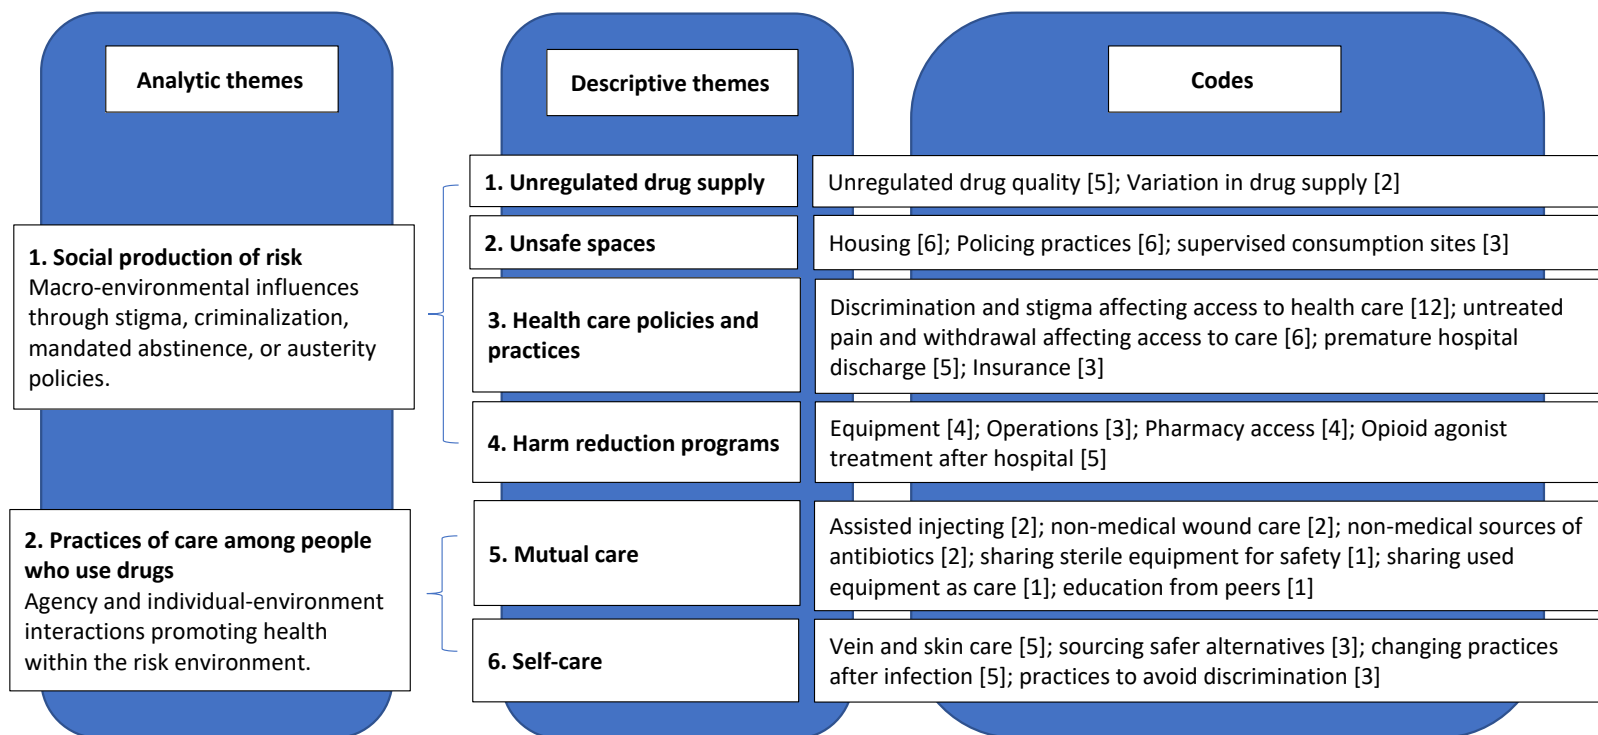 Analytic themes
Descriptive themes
Codes
1. Unregulated drug supply
Unregulated drug quality [5]; Variation in drug supply [2]
2. Unsafe spaces
Housing [6]; Policing practices [6]; supervised consumption sites [3]
1. Social production of risk
Macro-environmental influences
through stigma, criminalization,
mandated abstinence, or austerity
policies.
3. Health care policies and
practices
Discrimination and stigma affecting access to health care [12]; untreated
pain and withdrawal affecting access to care [6]; premature hospital
discharge [5]; Insurance [3]
4. Harm reduction programs
Equipment [4]; Operations [3]; Pharmacy access [4]; Opioid agonist
treatment after hospital [5]
2. Practices of care among people
who use drugs
Agency and individual-environment
interactions promoting health
within the risk environment.
5. Mutual care
Assisted injecting [2]; non-medical wound care [2]; non-medical sources of
antibiotics [2]; sharing sterile equipment for safety [1]; sharing used
equipment as care [1]; education from peers [1]
6. Self-care
Vein and skin care [5]; sourcing safer alternatives [3]; changing practices
after infection [5]; practices to avoid discrimination [3]